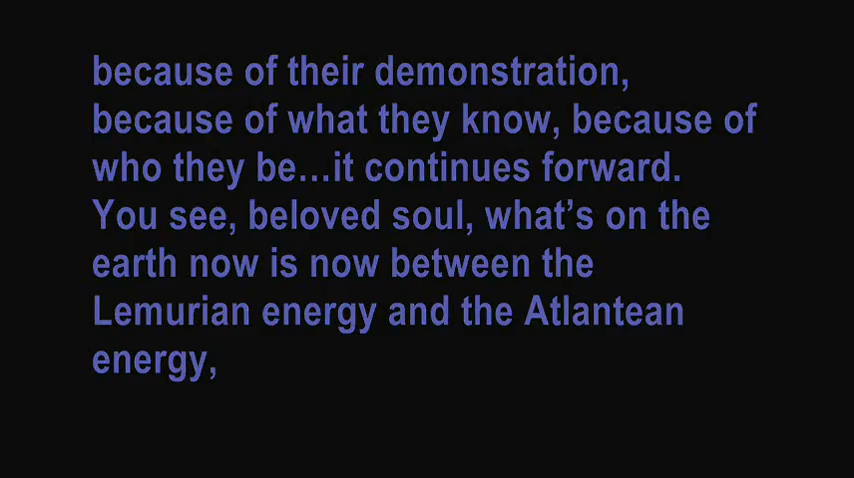 because of their demonstration,
because of what they know, because of
who they be…it continues forward.
You see, beloved soul, what’s on the
earth now is now between the
Lemurian energy and the Atlantean
energy,